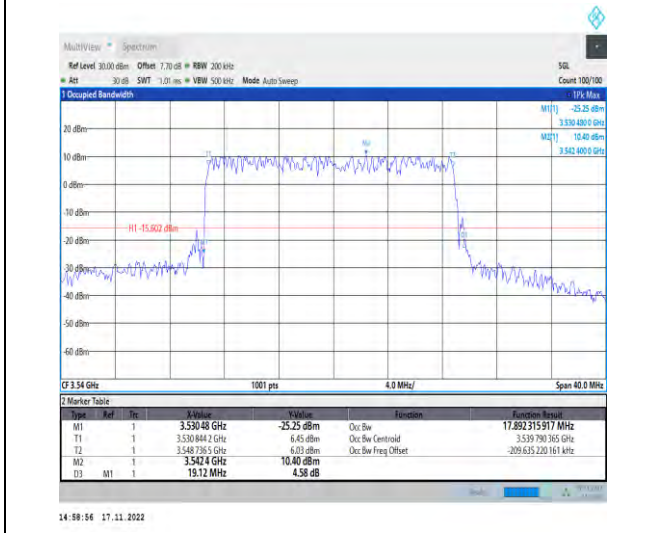 MultiView Spectrum
Ref Level 30.00 dBm Offset 7.70 dB RBW 200 kHz SGL
Att 30 dB SWT 1.01 ms VBW 500 kHz Mode Auto Sweep Count 100/100
1 Occupied Bandwidth 1Pk Max
M1[1] -25.25 dBm
3.530 480 0 GHz
M2[1] 10.40 dBm
3.542 400 0 GHz
20 dBm
10 dBm
0 dBm
-10 dBm
H1 -15.602 dBm
-20 dBm
-30 dBm
-40 dBm
-50 dBm
-60 dBm
CF 3.54 GHz 1001 pts 4.0 MHz/ Span 40.0 MHz
2 Marker Table
Type Ref Trc X-Value Y-Value Function Function Result
M1 1 3.53048 GHz -25.25 dBm Occ Bw 17.892 315 917 MHz
T1 1 3.530 844 2 GHz 6.45 dBm Occ Bw Centroid 3.539 790 365 GHz
T2 1 3.548 736 5 GHz 6.03 dBm Occ Bw Freq Offset -209.635 220 161 kHz
M2 1 3.5424 GHz 10.40 dBm
D3 M1 1 19.12 MHz 4.58 dB
14:58:56 17.11.2022